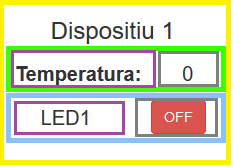 Dispositiu 1
Temperatura: 0
LED1 OFF